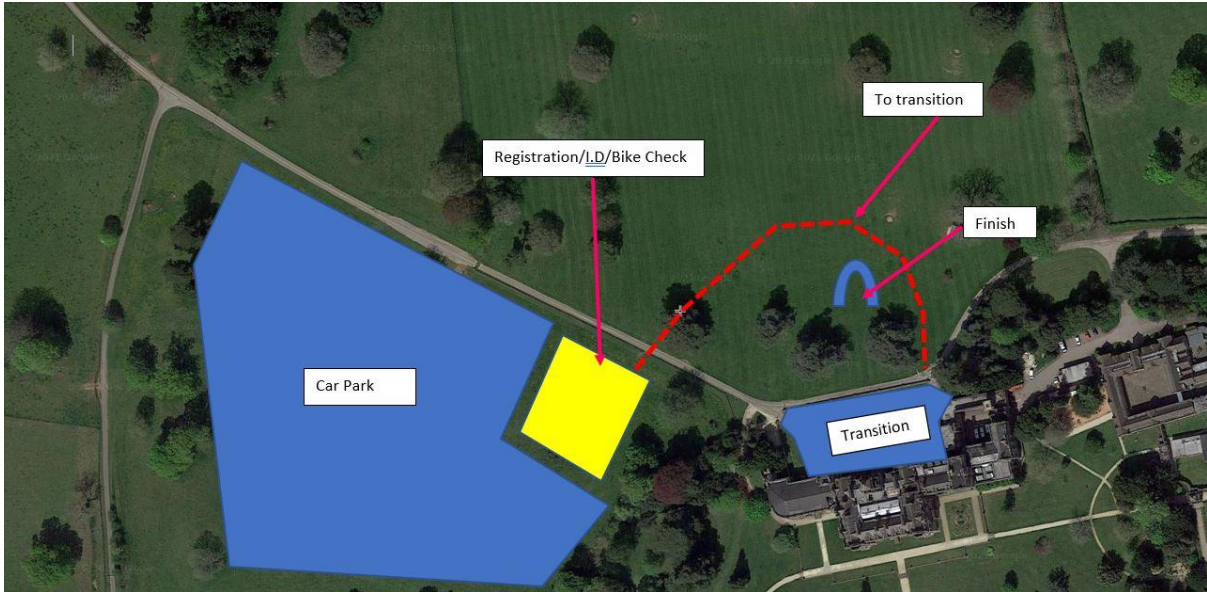 To transition
Registration/I.D/Bike Check
Finish
Car Park
Transition